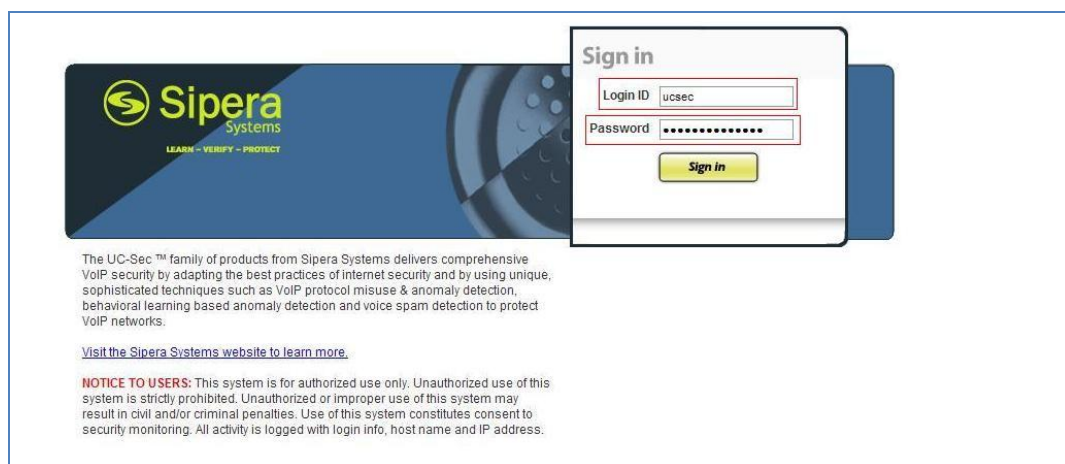 Sipera
Systems
LEARN – VERIFY – PROTECT
Sign in
Login ID ucsec
Password ••••••••••••••
Sign in
The UC-Sec ™ family of products from Sipera Systems delivers comprehensive
VoIP security by adapting the best practices of internet security and by using unique,
sophisticated techniques such as VoIP protocol misuse & anomaly detection,
behavioral learning based anomaly detection and voice spam detection to protect
VoIP networks.
Visit the Sipera Systems website to learn more.
NOTICE TO USERS: This system is for authorized use only. Unauthorized use of this
system is strictly prohibited. Unauthorized or improper use of this system may
result in civil and/or criminal penalties. Use of this system constitutes consent to
security monitoring. All activity is logged with login info, host name and IP address.